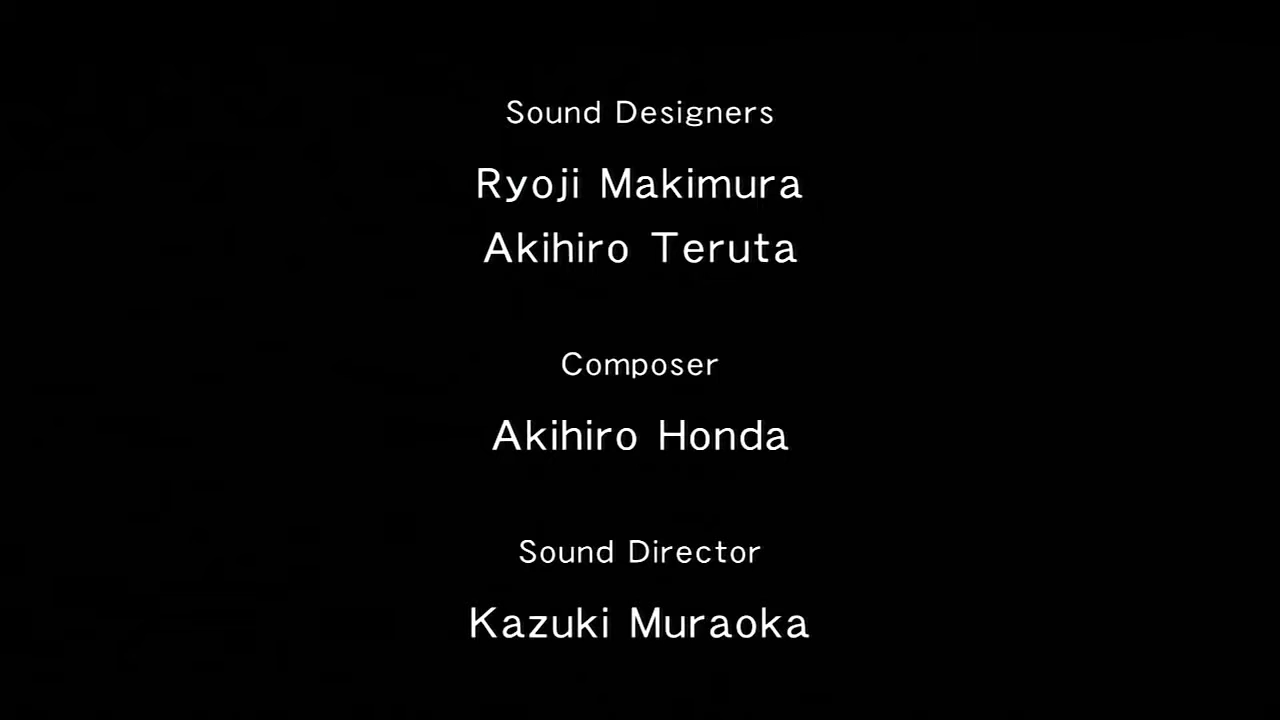 Sound Designers
Ryoji Makimura
Akihiro Teruta
Composer
Akihiro Honda
Sound Director
Kazuki Muraoka